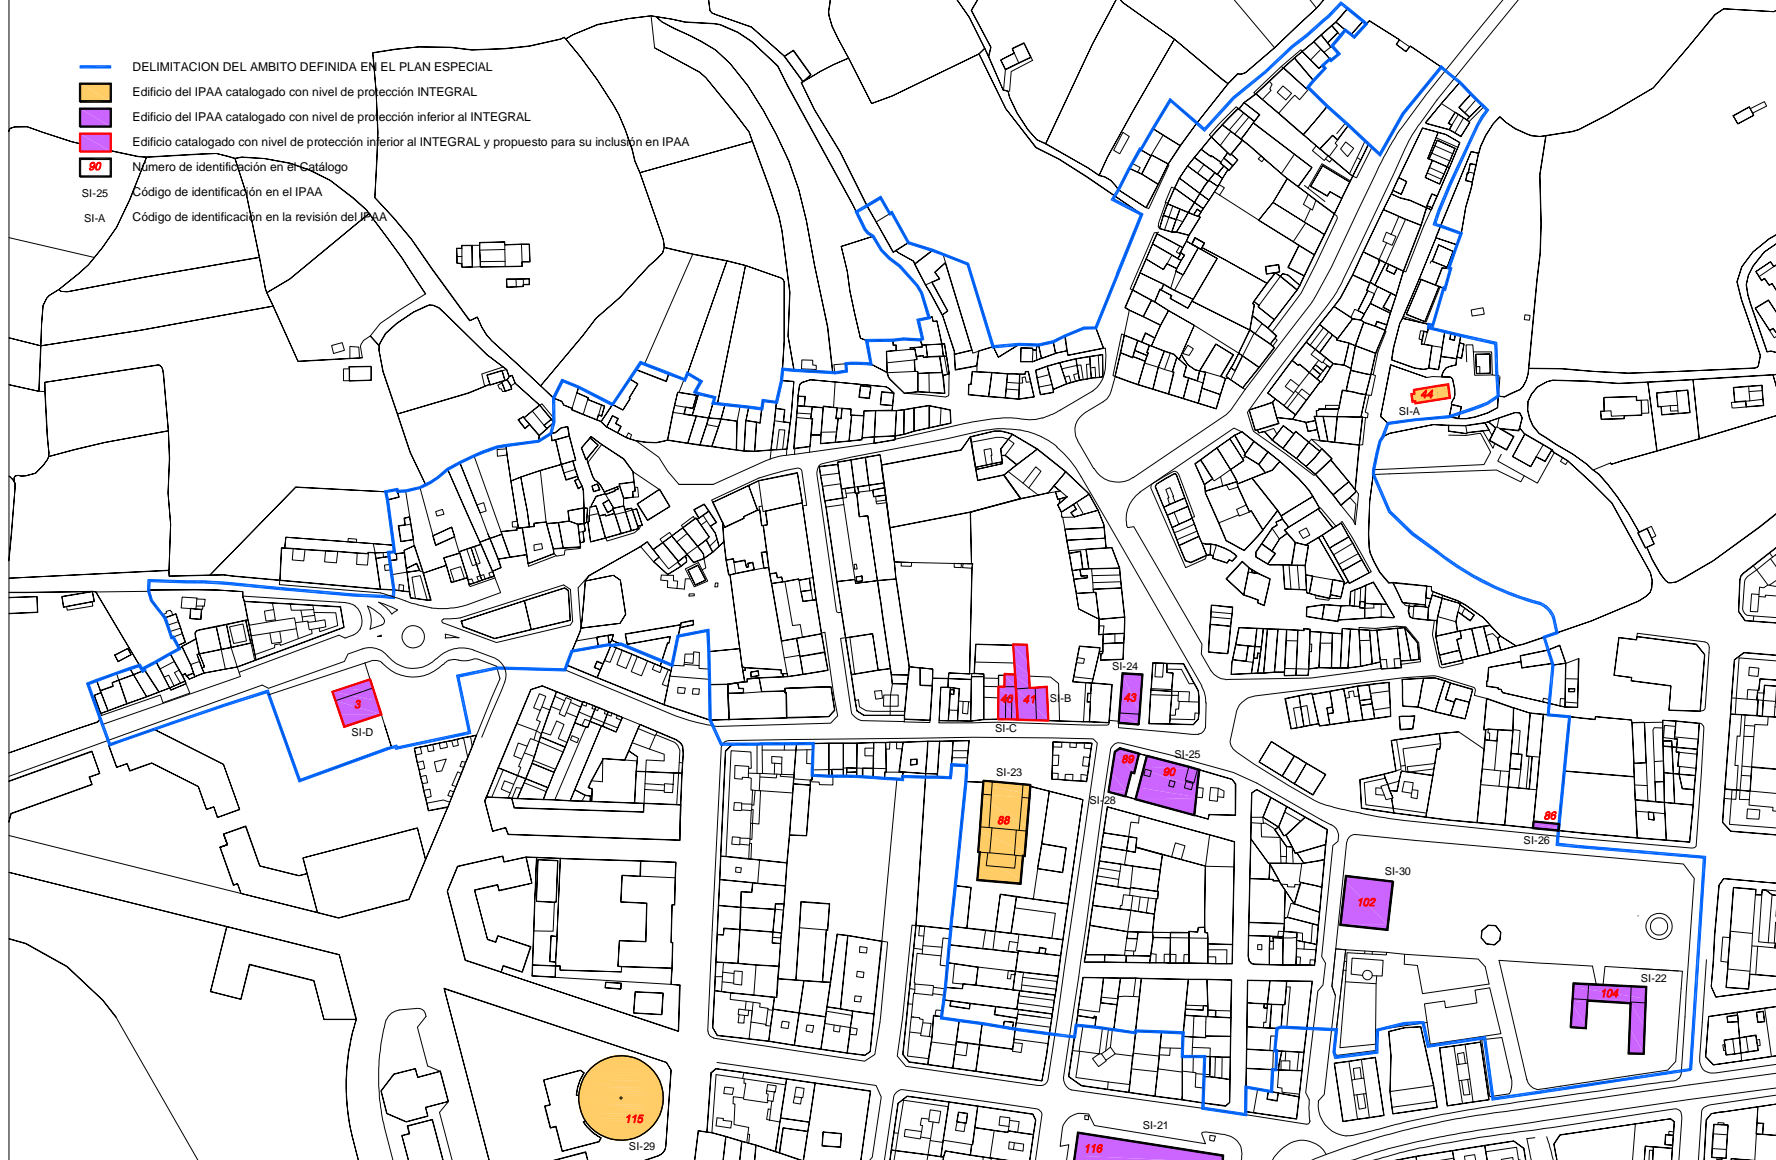 DELIMITACION DEL AMBITO DEFINIDA EN EL PLAN ESPECIAL
Edificio del IPAA catalogado con nivel de protección INTEGRAL
Edificio del IPAA catalogado con nivel de protección inferior al INTEGRAL
Edificio catalogado con nivel de protección inferior al INTEGRAL y propuesto para su inclusión en IPAA
90 Número de identificación en el Catálogo
SI-25 Código de identificación en el IPAA
SI-A Código de identificación en la revisión del IPAA
44
SI-A
SI-24
43
40 41 SI-B
SI-C
3
SI-D
89 90 SI-25
SI-23
SI-28
88
86
SI-26
SI-30
102
SI-22
104
115
SI-29
SI-21
116